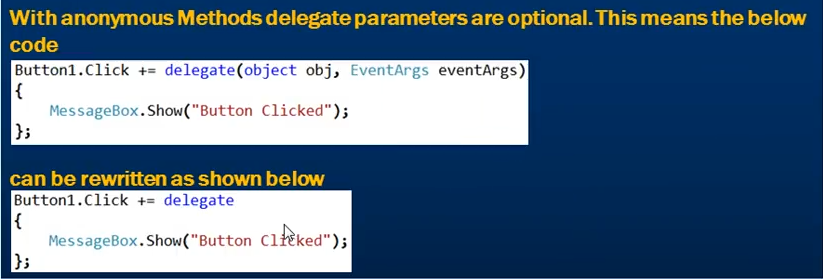 With anonymous Methods delegate parameters are optional. This means the below
code
Button1.Click += delegate(object obj, EventArgs eventArgs)
{
    MessageBox.Show("Button Clicked");
};
can be rewritten as shown below
Button1.Click += delegate
{
    MessageBox.Show("Button Clicked");
};